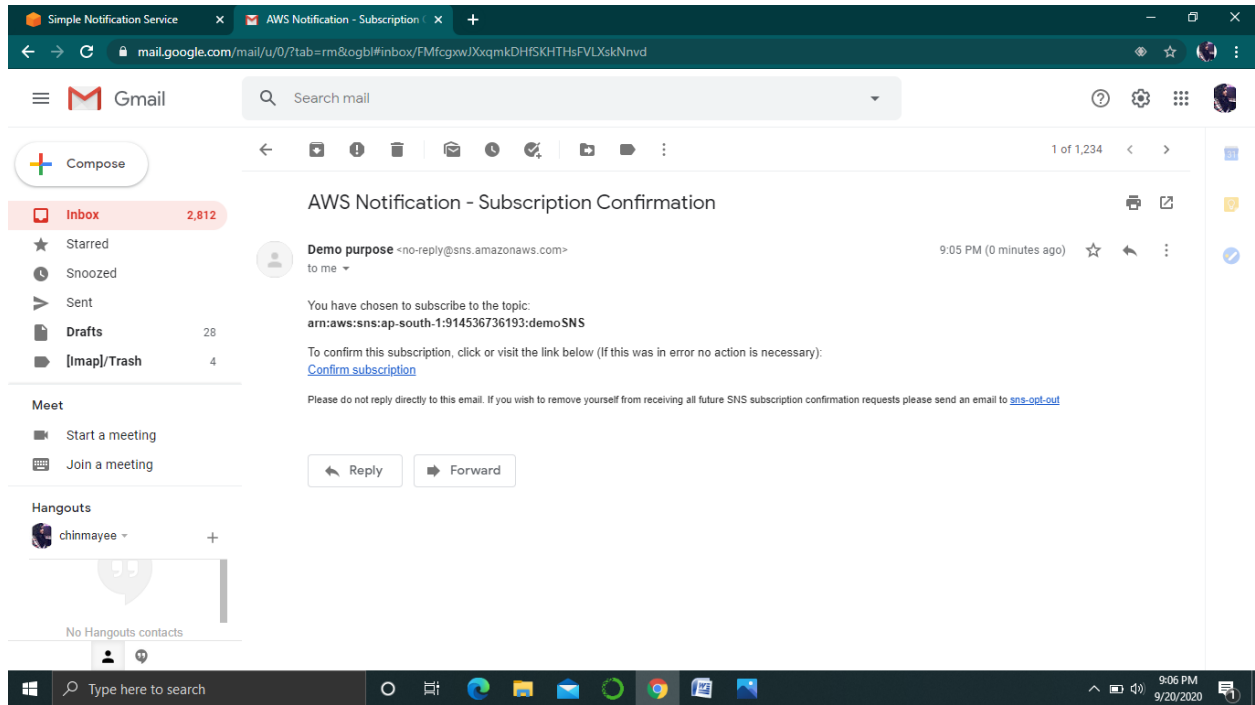 Simple Notification Service
AWS Notification - Subscription C
mail.google.com/mail/u/0/?tab=rm&ogbl#inbox/FMfcgxwJXxqmkDHfSKHTHsFVLXskNnvd
Gmail
Search mail
Compose
1 of 1,234
31
Inbox 2,812
Starred
Snoozed
Sent
Drafts 28
[Imap]/Trash 4
Meet
Start a meeting
Join a meeting
Hangouts
chinmayee
No Hangouts contacts
AWS Notification - Subscription Confirmation
Demo purpose <no-reply@sns.amazonaws.com>
9:05 PM (0 minutes ago)
to me
You have chosen to subscribe to the topic:
arn:aws:sns:ap-south-1:914536736193:demoSNS
To confirm this subscription, click or visit the link below (If this was in error no action is necessary):
Confirm subscription
Please do not reply directly to this email. If you wish to remove yourself from receiving all future SNS subscription confirmation requests please send an email to sns-opt-out
Reply
Forward
Type here to search
9:06 PM
9/20/2020
1